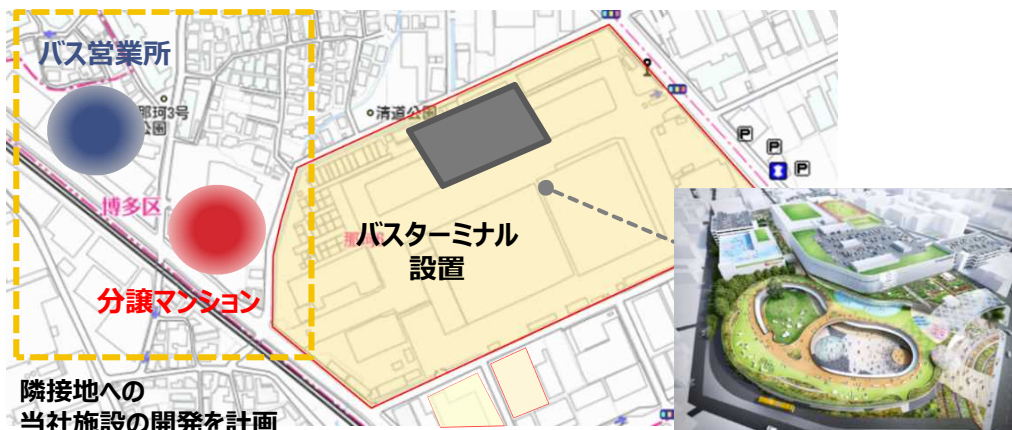 バス営業所
那珂3号
公園
清道公園
博多区
バスターミナル
設置
分譲マンション
隣接地への
当社施設の開発を計画
P
P
P